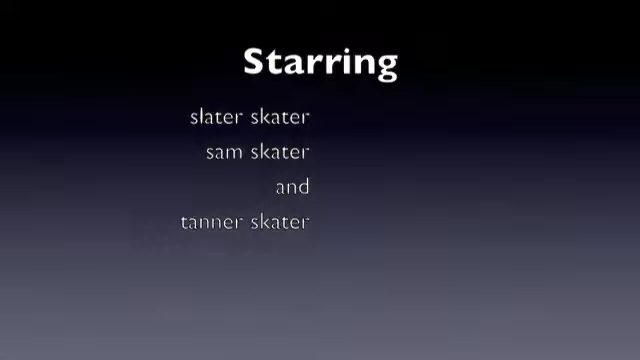 Starring
slater skater
sam skater
and
tanner skater